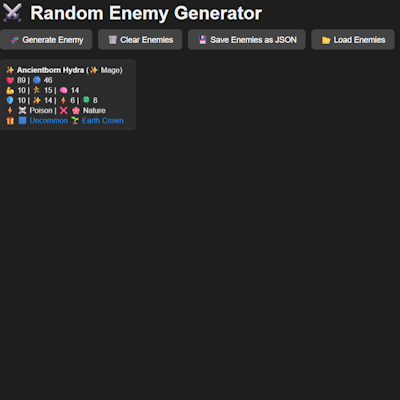 ⚔️ Random Enemy Generator
🧬 Generate Enemy 🗑️ Clear Enemies 💾 Save Enemies as JSON 📂 Load Enemies
✨ Ancientborn Hydra (✨ Mage)
❤️ 89 | 🔵 46
💪 10 | 🏃 15 | 🧠 14
🛡️ 10 | ✨ 14 | ⚡ 6 | 🍀 8
⚡ ☠️ Poison | ❌ 🌸 Nature
🎁 🟦 Uncommon 🌱 Earth Crown